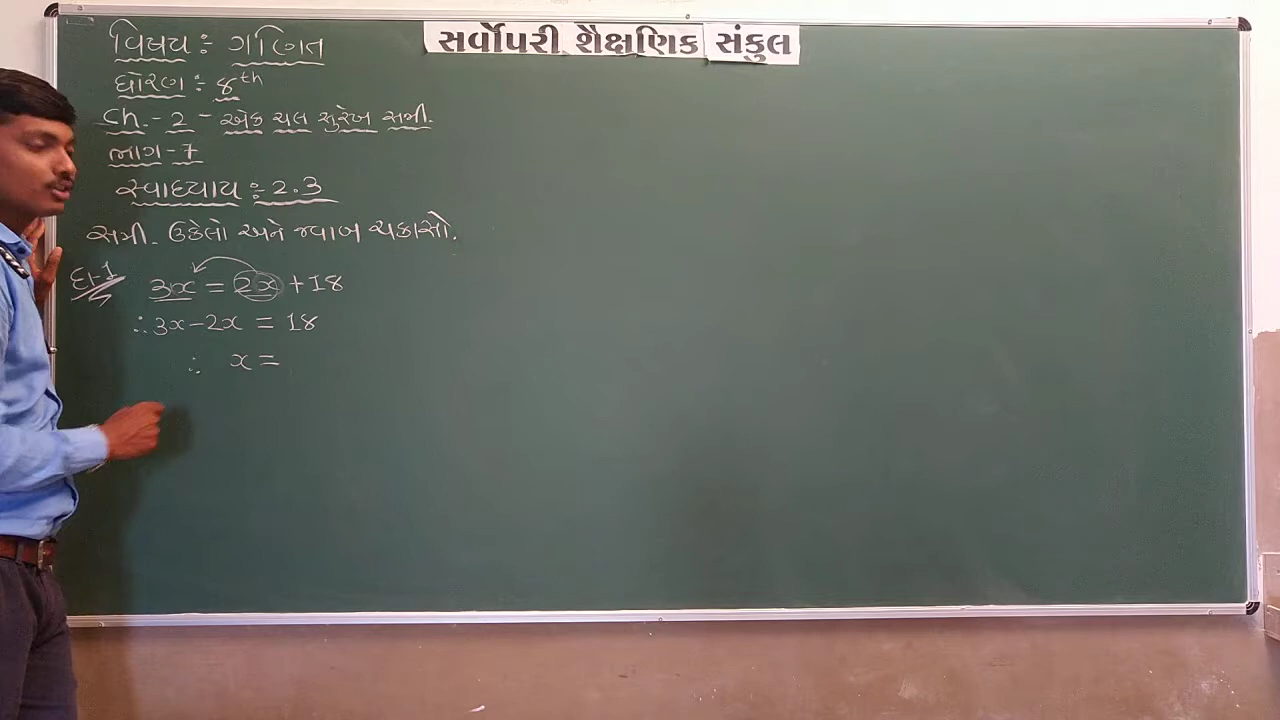 સર્વોપરી શૈક્ષણિક સંકુલ
વિષય : ગણિત
ધોરણ : 8th
Ch.- 2 - એક ચલ સુરેખ સમી.
ભાગ - 7
સ્વાધ્યાય : 2.3
સમી. ઉકેલો અને જવાબ ચકાસો.
દા-1 3x = 2x + 18
∴ 3x - 2x = 18
∴ x =